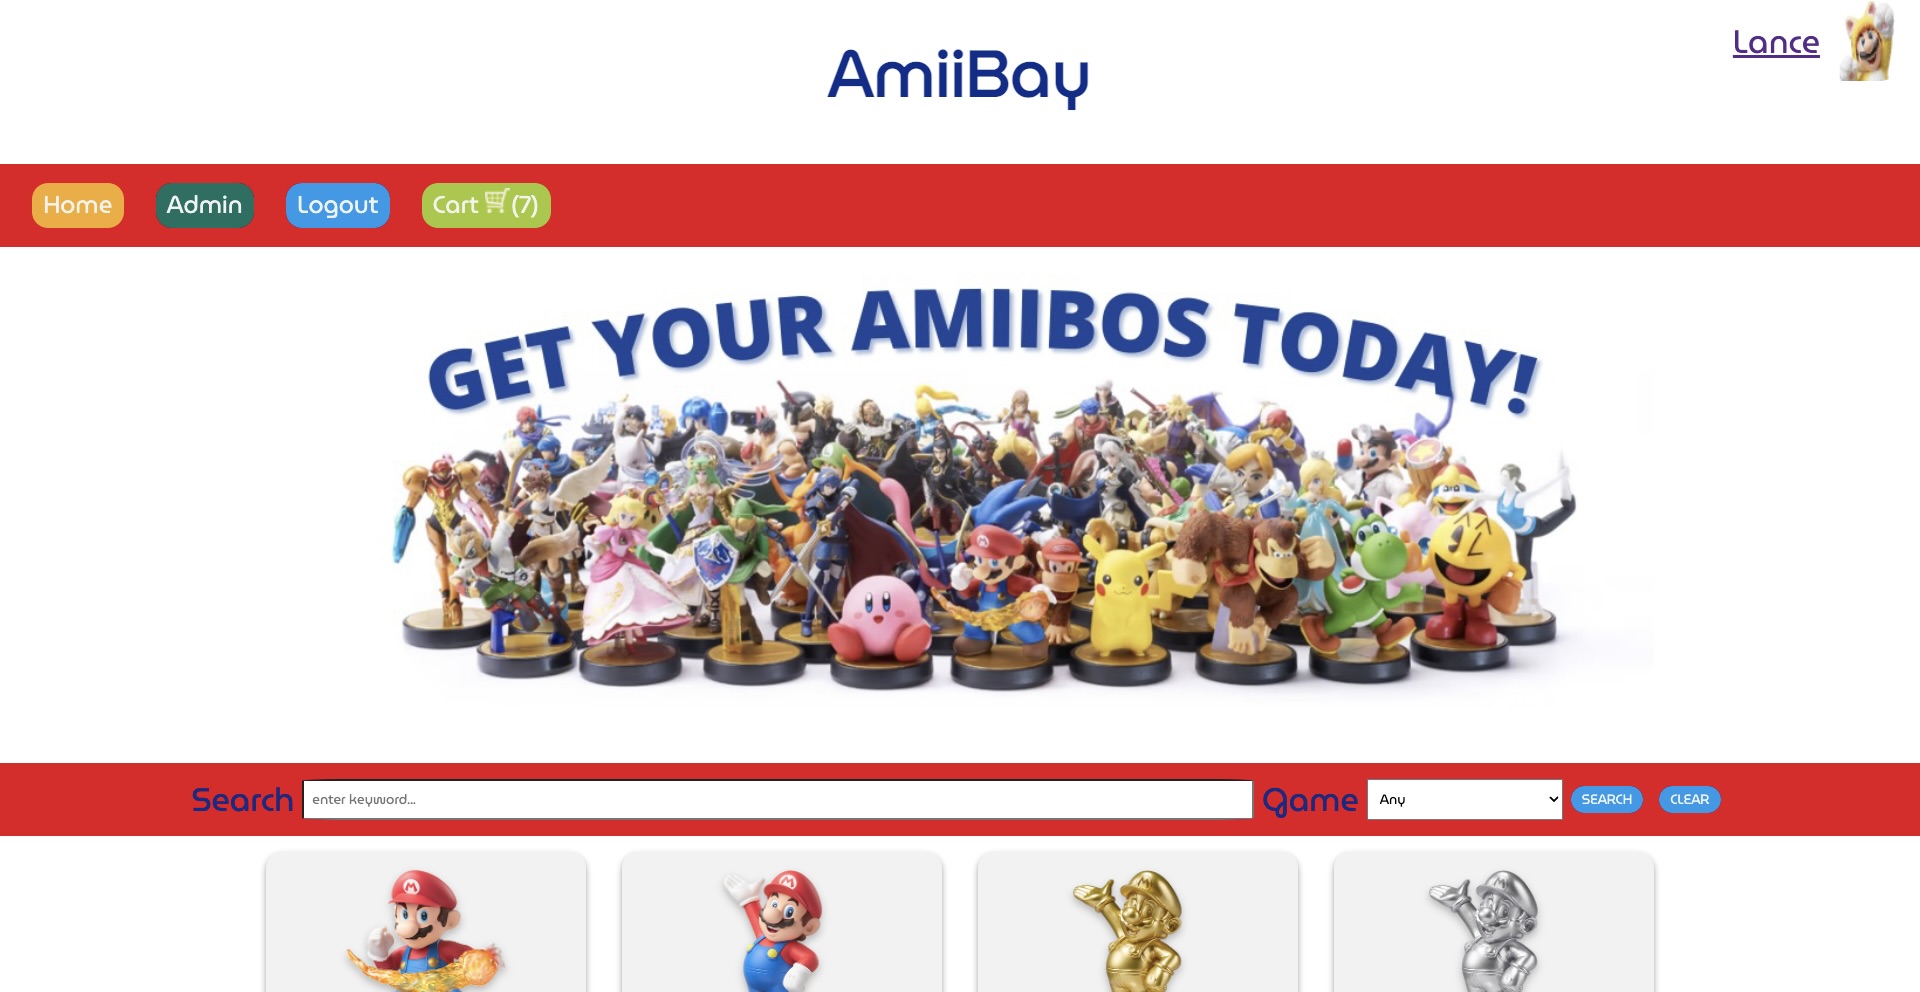 Lance
AmiiBay
Home Admin Logout Cart (7)
GET YOUR AMIIBOS TODAY!
Search enter keyword... Game Any SEARCH CLEAR